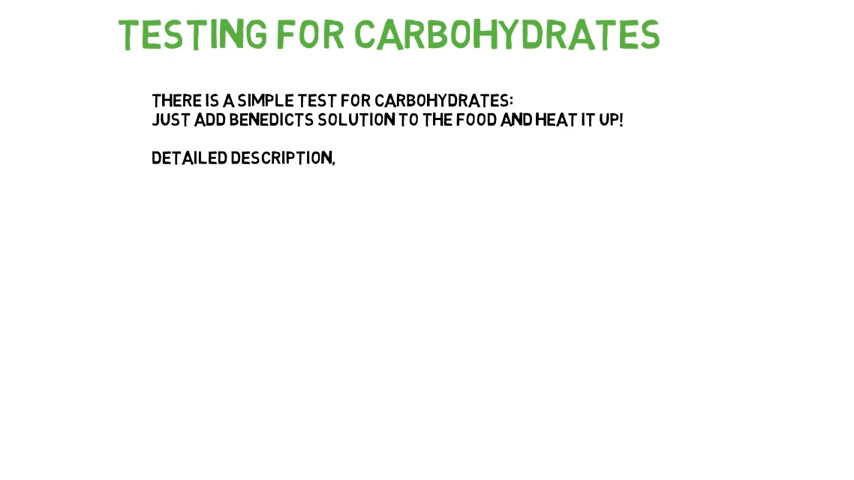 TESTING FOR CARBOHYDRATES
THERE IS A SIMPLE TEST FOR CARBOHYDRATES:
JUST ADD BENEDICTS SOLUTION TO THE FOOD AND HEAT IT UP!
DETAILED DESCRIPTION,